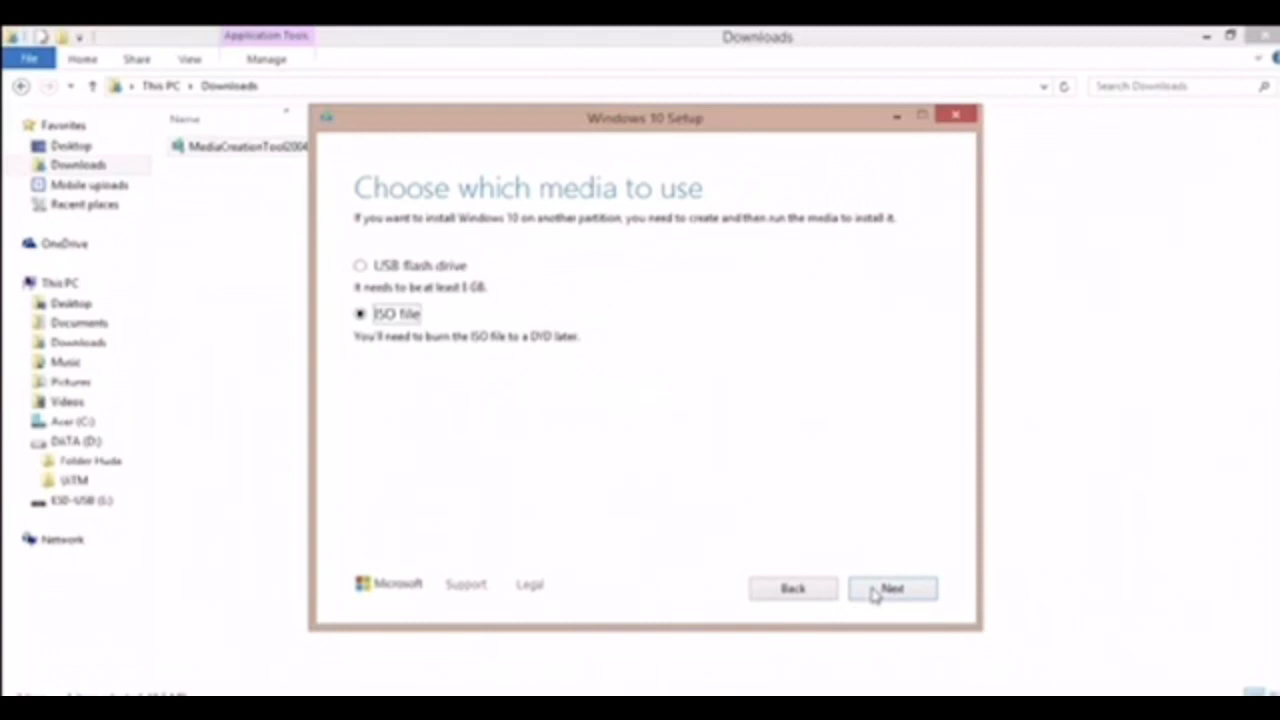 Application Tools
Downloads
File
Home
Share
View
Manage
This PC
Downloads
Search Downloads
Favorites
Desktop
Downloads
Mobile uploads
Recent places
OneDrive
This PC
Desktop
Documents
Downloads
Music
Pictures
Videos
Acer (C:)
DATA (D:)
Folder Huda
UiTM
ESD-USB (I:)
Network
Name
MediaCreationTool2004
Windows 10 Setup
Choose which media to use
If you want to install Windows 10 on another partition, you need to create and then run the media to install it.
USB flash drive
It needs to be at least 8 GB.
ISO file
You'll need to burn the ISO file to a DVD later.
Microsoft
Support
Legal
Back
Next